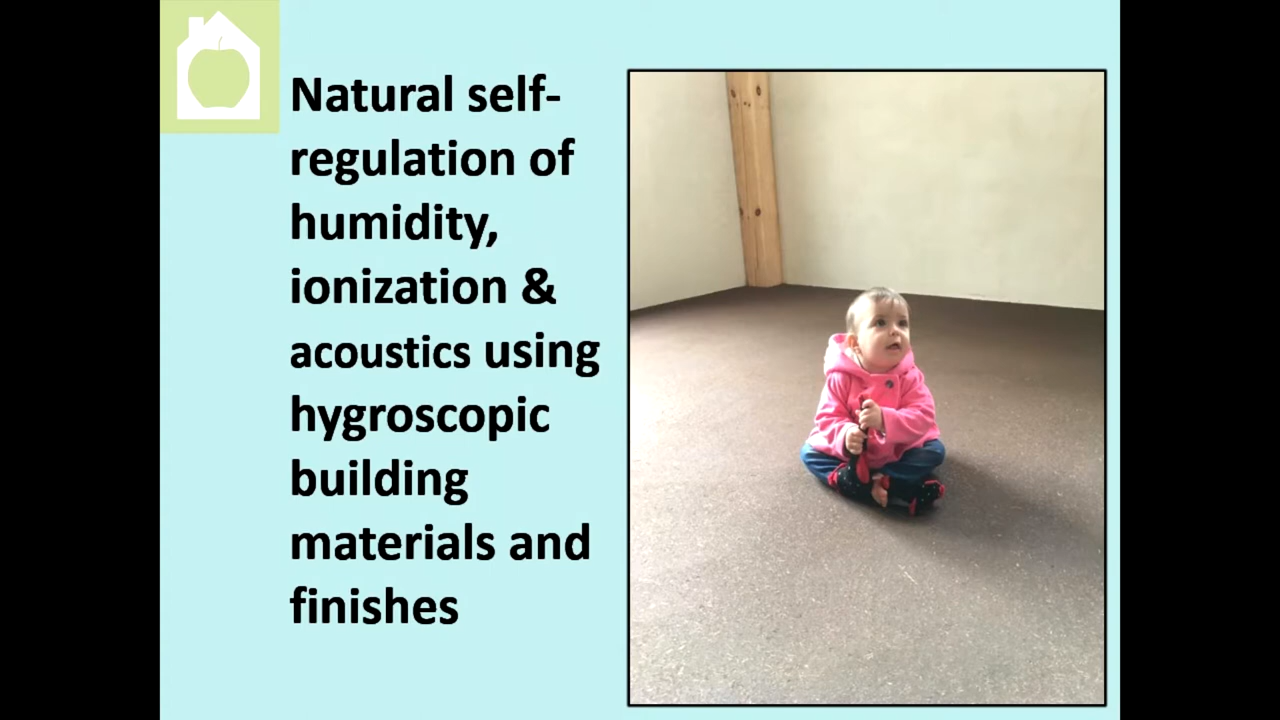 Natural self-
regulation of
humidity,
ionization &
acoustics using
hygroscopic
building
materials and
finishes